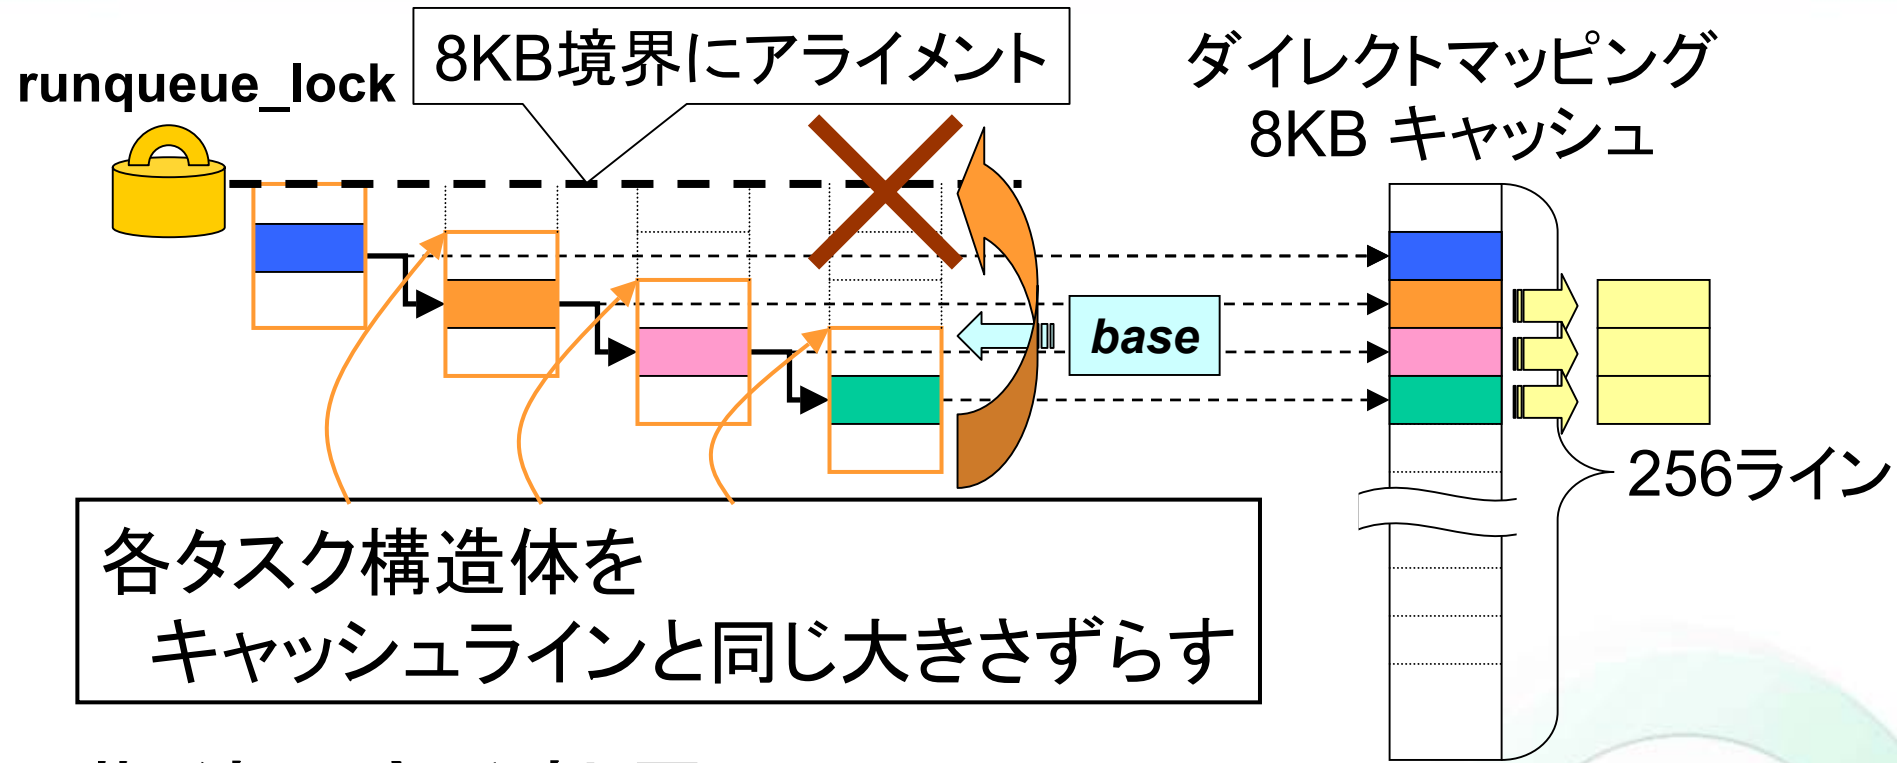 runqueue_lock
8KB境界にアライメント
ダイレクトマッピング
8KB キャッシュ
base
256ライン
各タスク構造体を
キャッシュラインと同じ大きさずらす